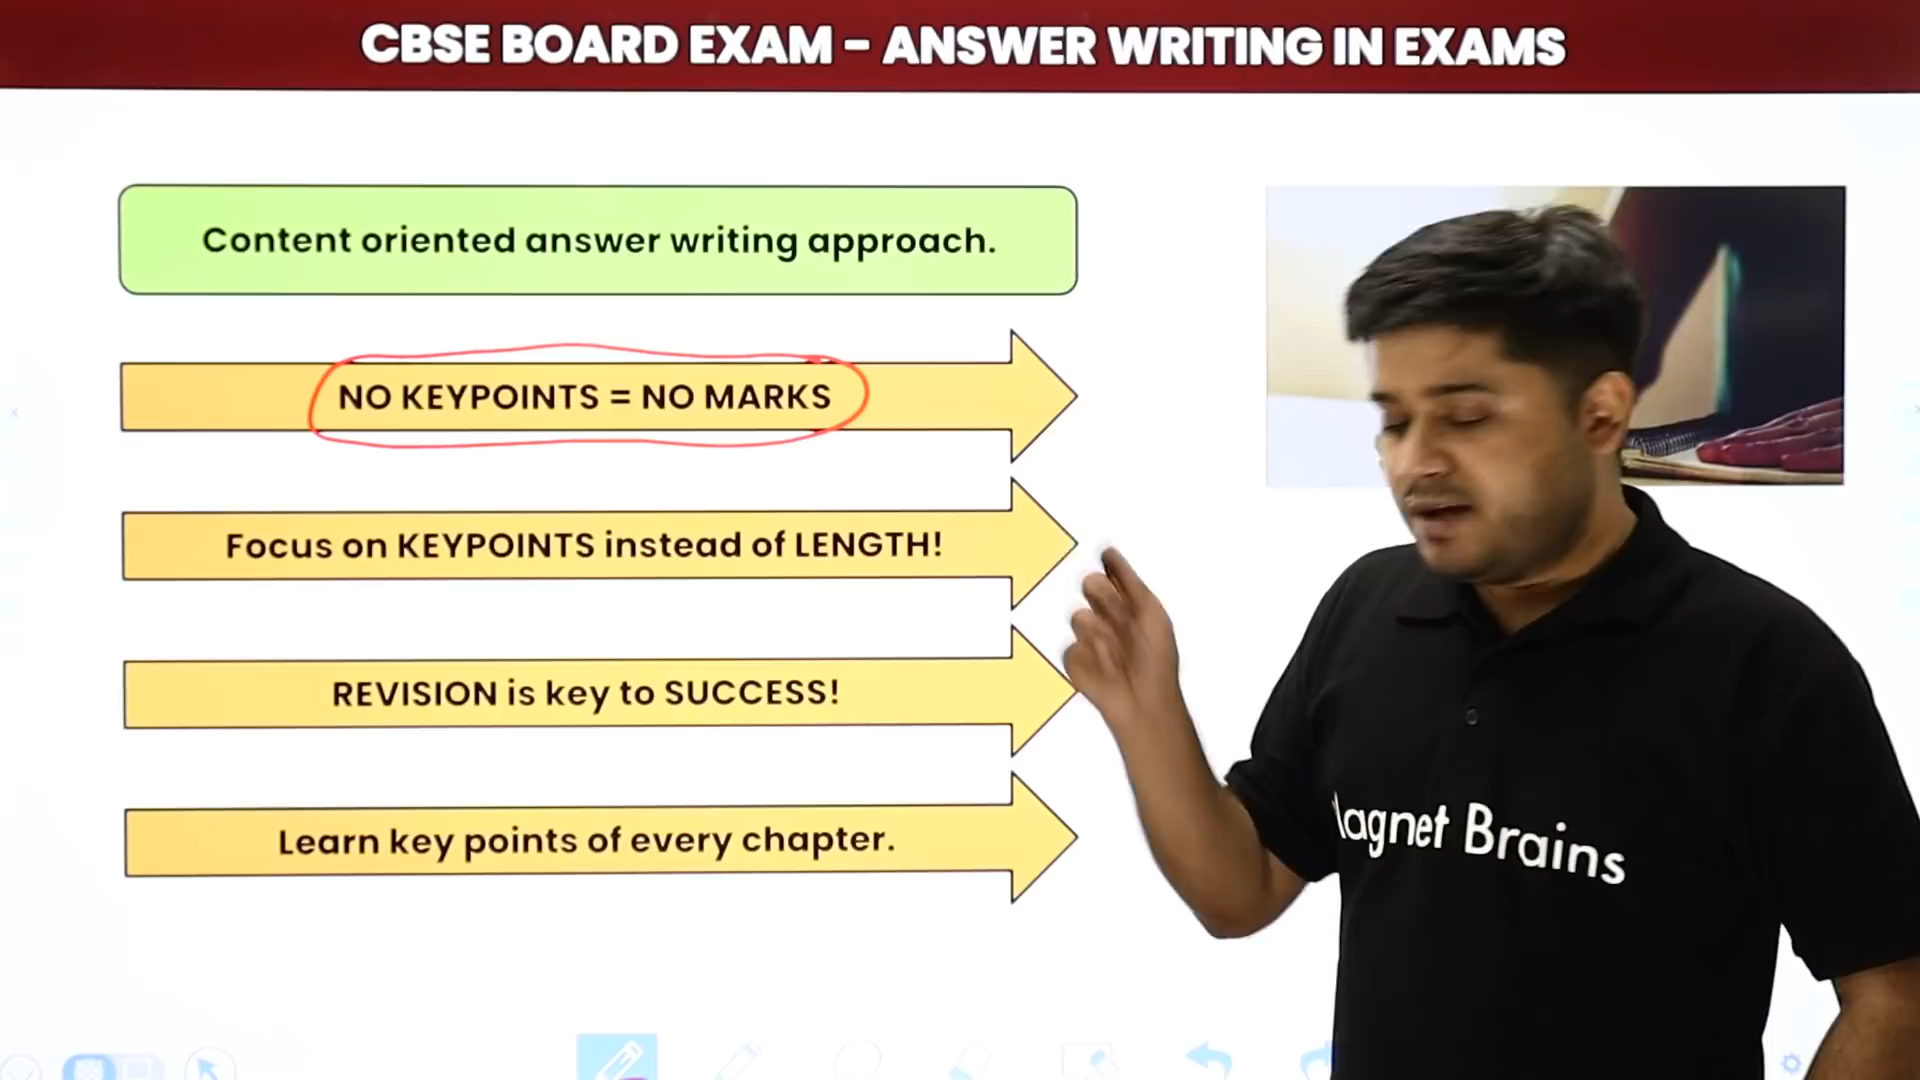 CBSE BOARD EXAM - ANSWER WRITING IN EXAMS
Content oriented answer writing approach.
NO KEYPOINTS = NO MARKS
Focus on KEYPOINTS instead of LENGTH!
REVISION is key to SUCCESS!
Learn key points of every chapter.
agnet Brains